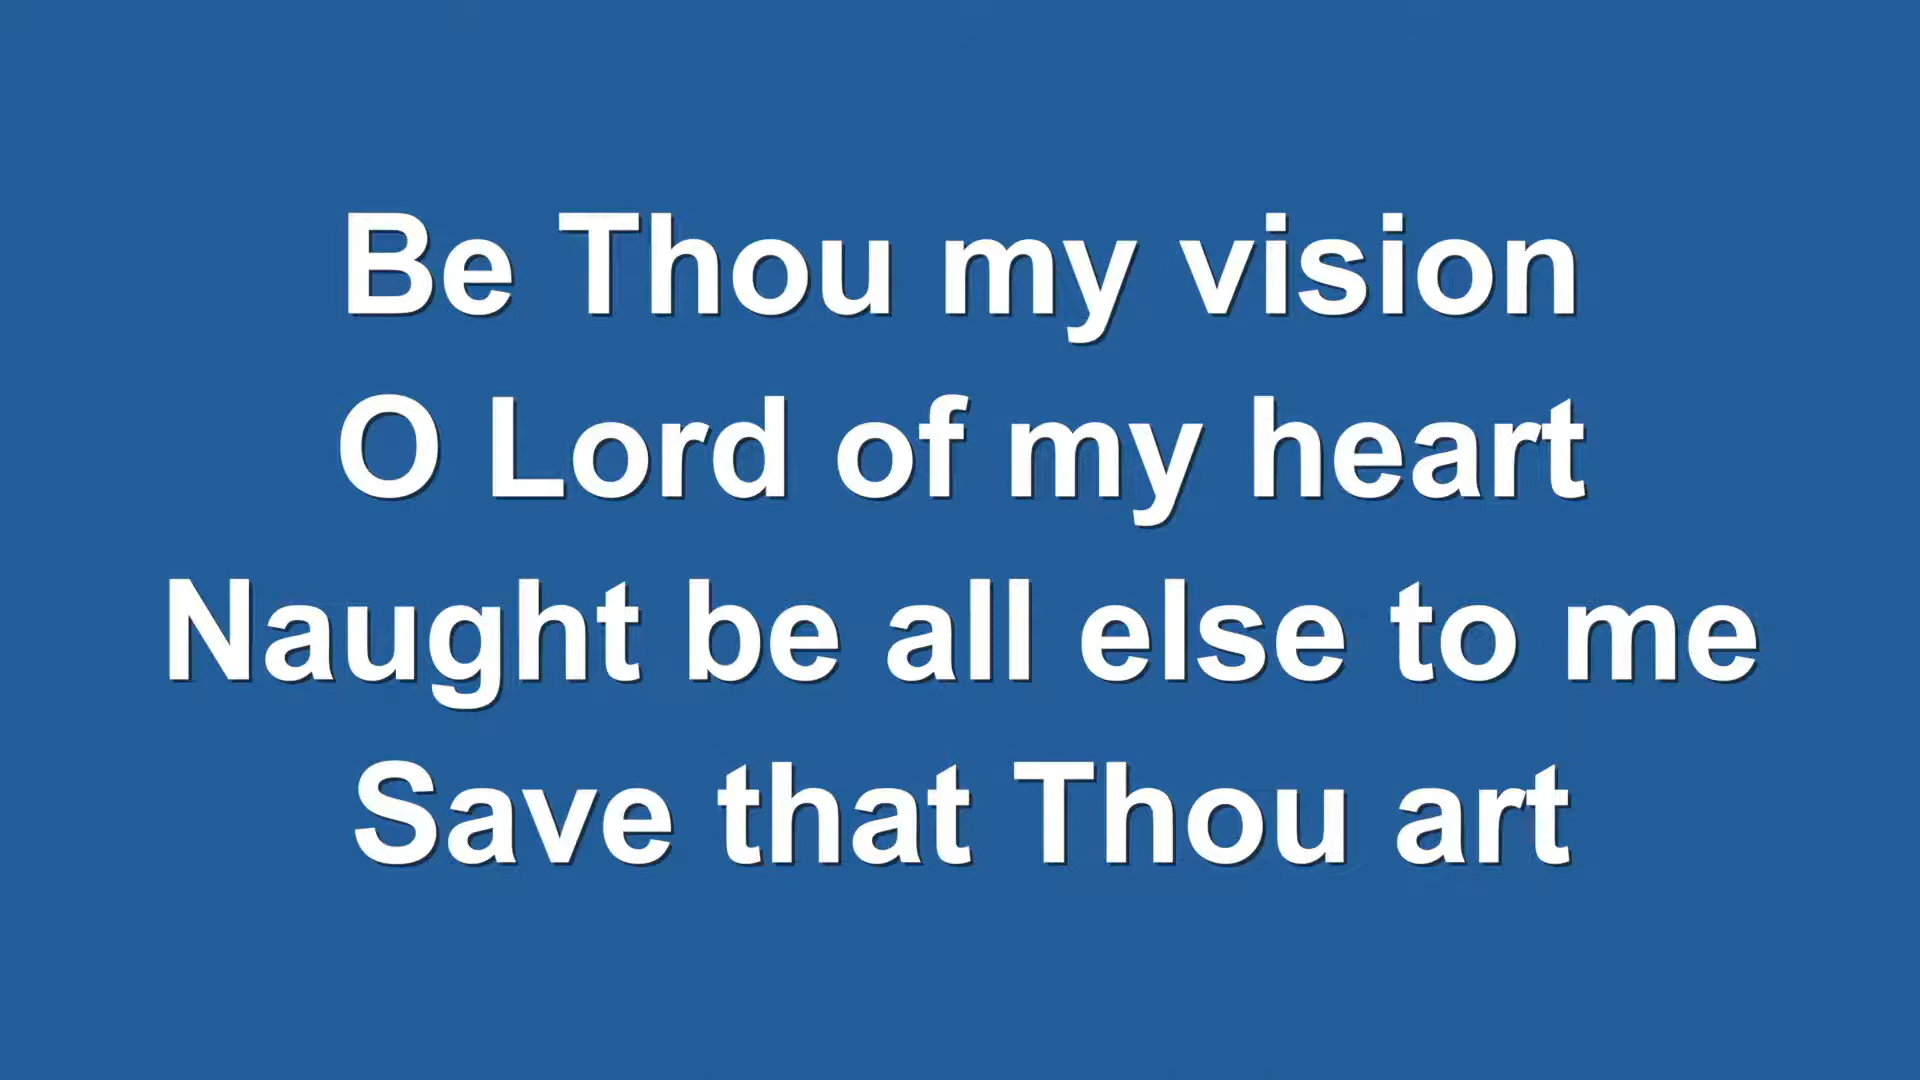 Be Thou my vision
O Lord of my heart
Naught be all else to me
Save that Thou art